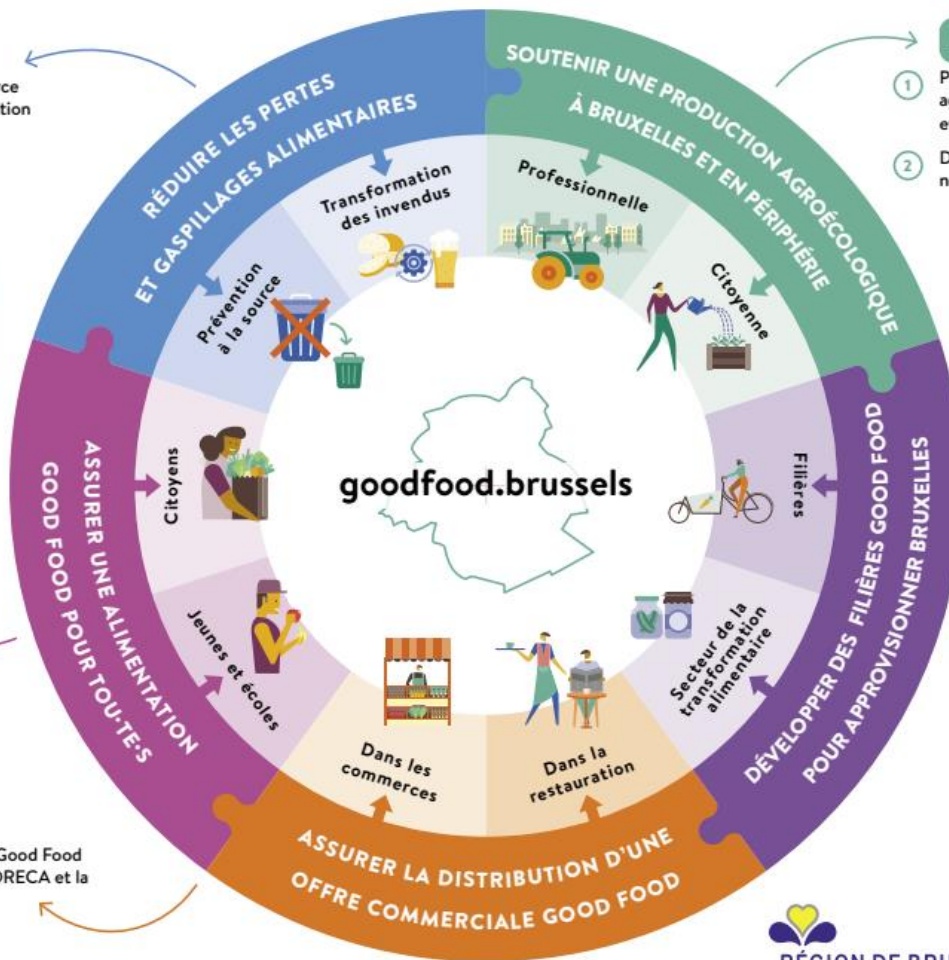 RÉDUIRE LES PERTES
ET GASPILLAGES ALIMENTAIRES
Transformation
des invendus
Prévention
à la source
SOUTENIR UNE PRODUCTION AGROÉCOLOGIQUE
À BRUXELLES ET EN PÉRIPHÉRIE
Professionnelle
Citoyenne
1
2
DÉVELOPPER DES FILIÈRES GOOD FOOD
POUR APPROVISIONNER BRUXELLES
Filières
Secteur de la
transformation
alimentaire
ASSURER LA DISTRIBUTION D'UNE
OFFRE COMMERCIALE GOOD FOOD
Dans la
restauration
Dans les
commerces
ASSURER UNE ALIMENTATION
GOOD FOOD POUR TOU·TE·S
Jeunes et écoles
Citoyens
goodfood.brussels
Good Food
et la
RÉGION DE